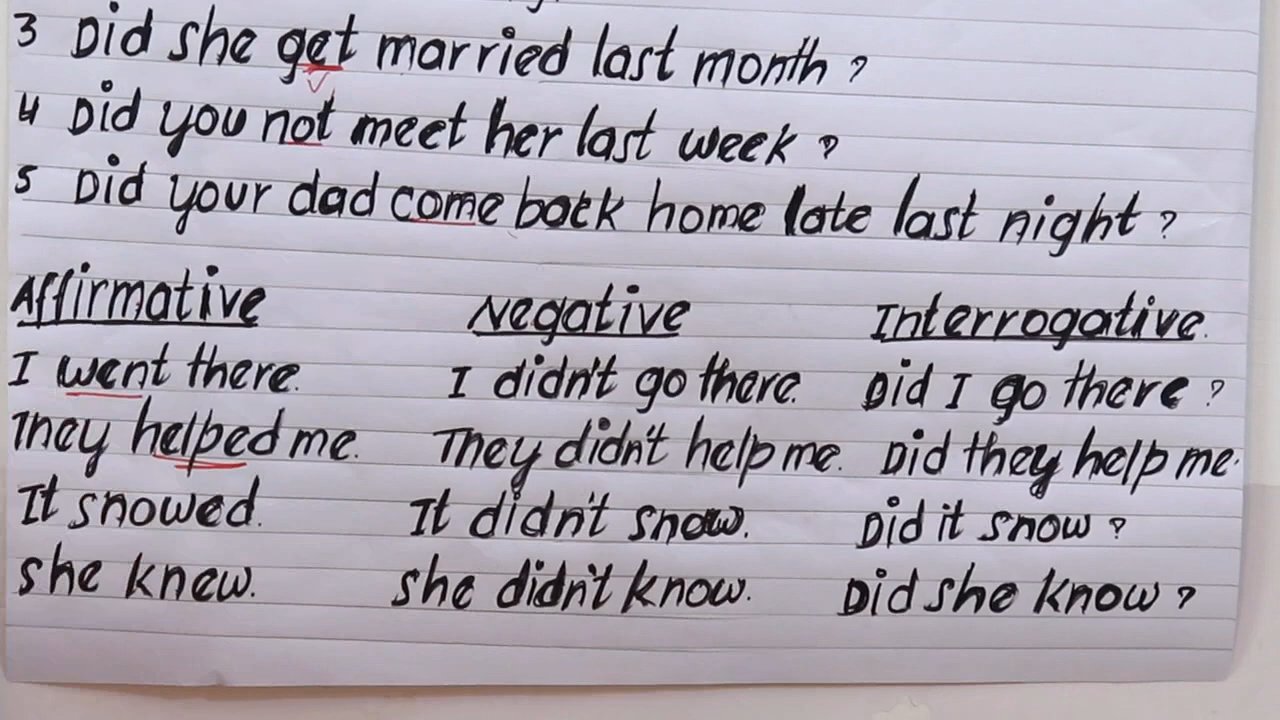 3 Did she get married last month ?
4 Did you not meet her last week ?
5 Did your dad come back home late last night ?
Affirmative Negative Interrogative.
I went there. I didn't go there. Did I go there ?
They helped me. They didn't help me. Did they help me.
It snowed. It didn't snow. Did it snow ?
She knew. She didn't know. Did she know ?